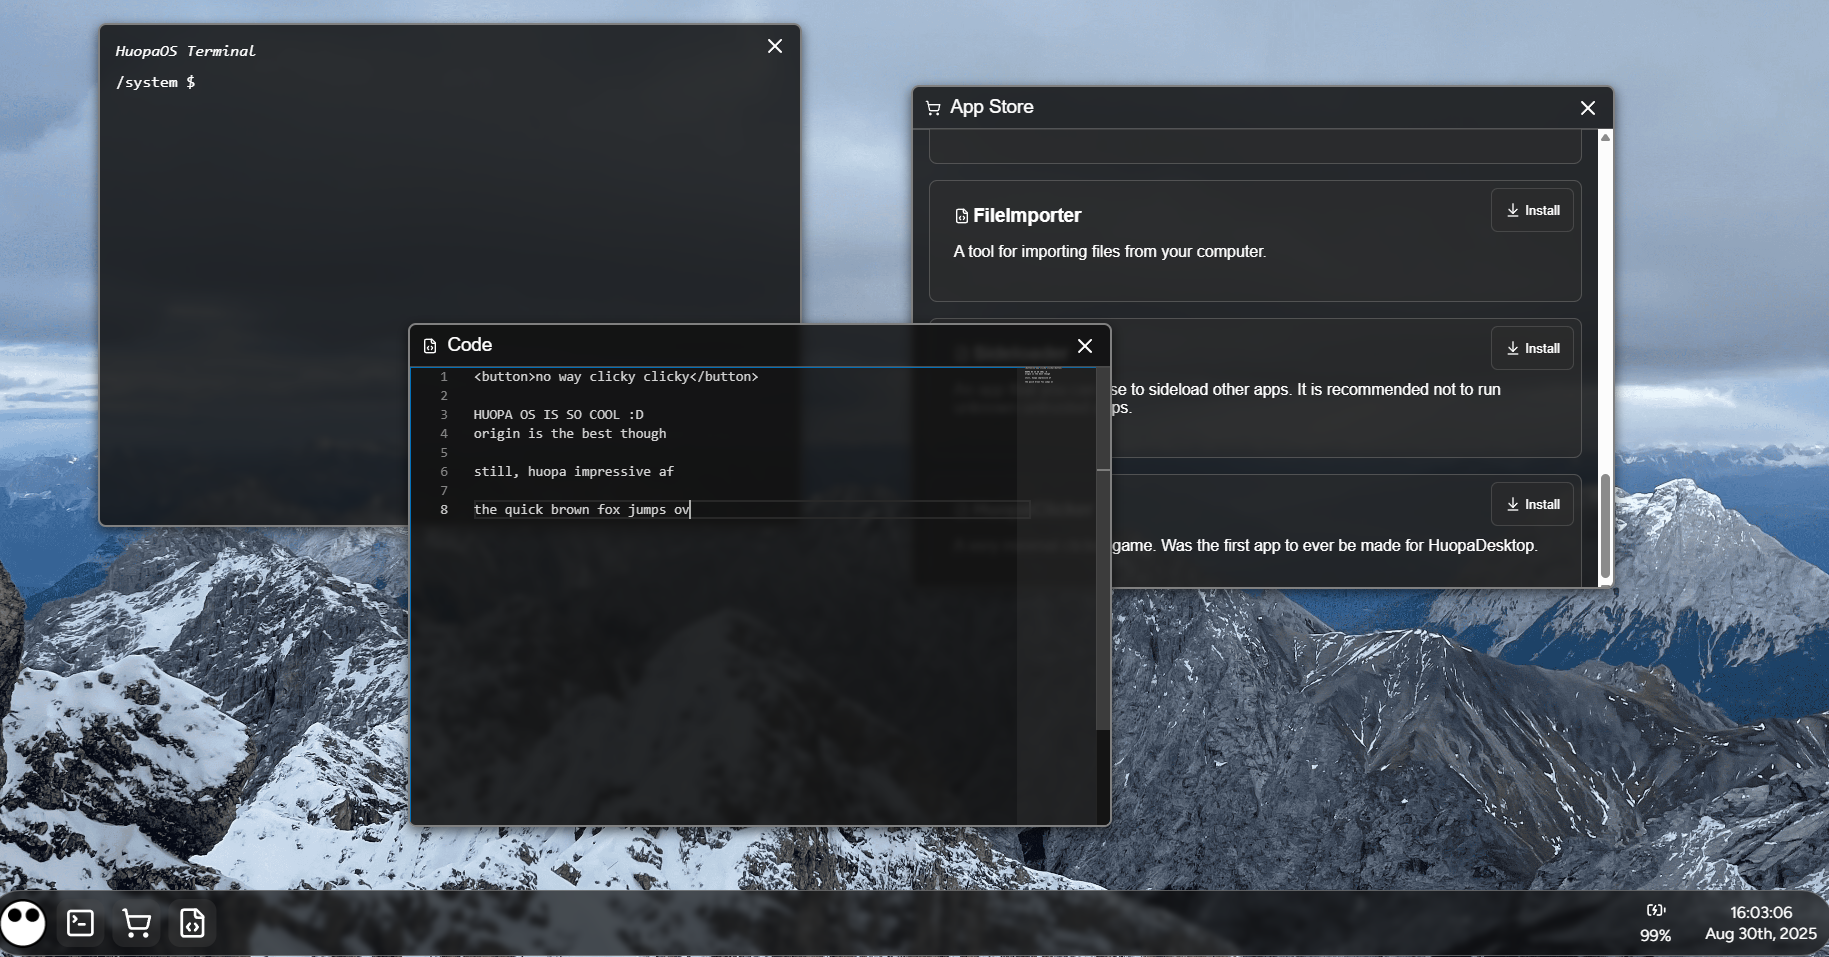 HuopaOS Terminal
/system $
App Store
FileImporter
Install
A tool for importing files from your computer.
Install
se to sideload other apps. It is recommended not to run
ps.
Install
game. Was the first app to ever be made for HuopaDesktop.
Code
1 <button>no way clicky clicky</button>
2
3 HUOPA OS IS SO COOL :D
4 origin is the best though
5
6 still, huopa impressive af
7
8 the quick brown fox jumps ov
99%
16:03:06
Aug 30th, 2025